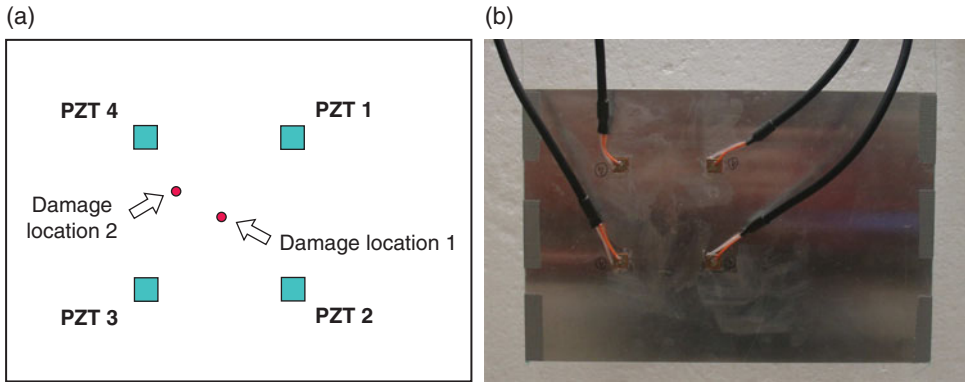 (a)
(b)
PZT 4
PZT 1
Damage
location 2
Damage location 1
PZT 3
PZT 2